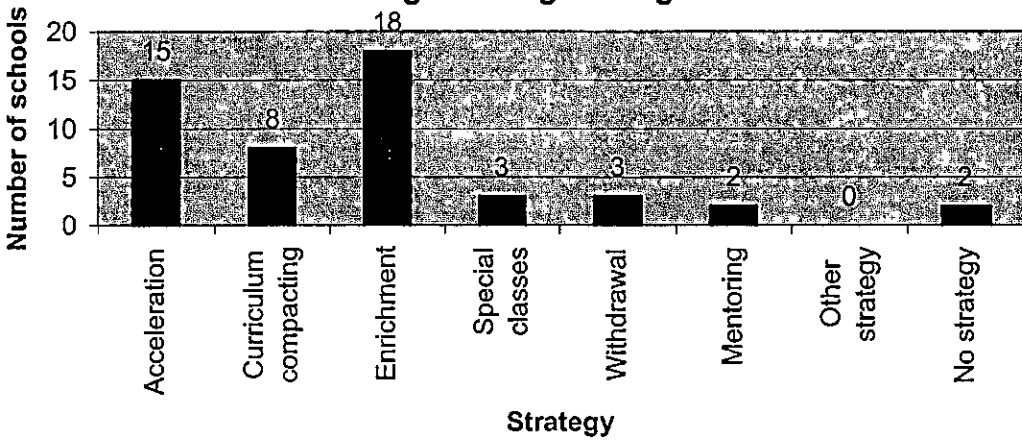 Number of schools
20
15
10
5
0
15
8
18
3
3
2
0
2
Acceleration
Curriculum
compacting
Enrichment
Special
classes
Withdrawal
Mentoring
Other
strategy
No strategy
Strategy